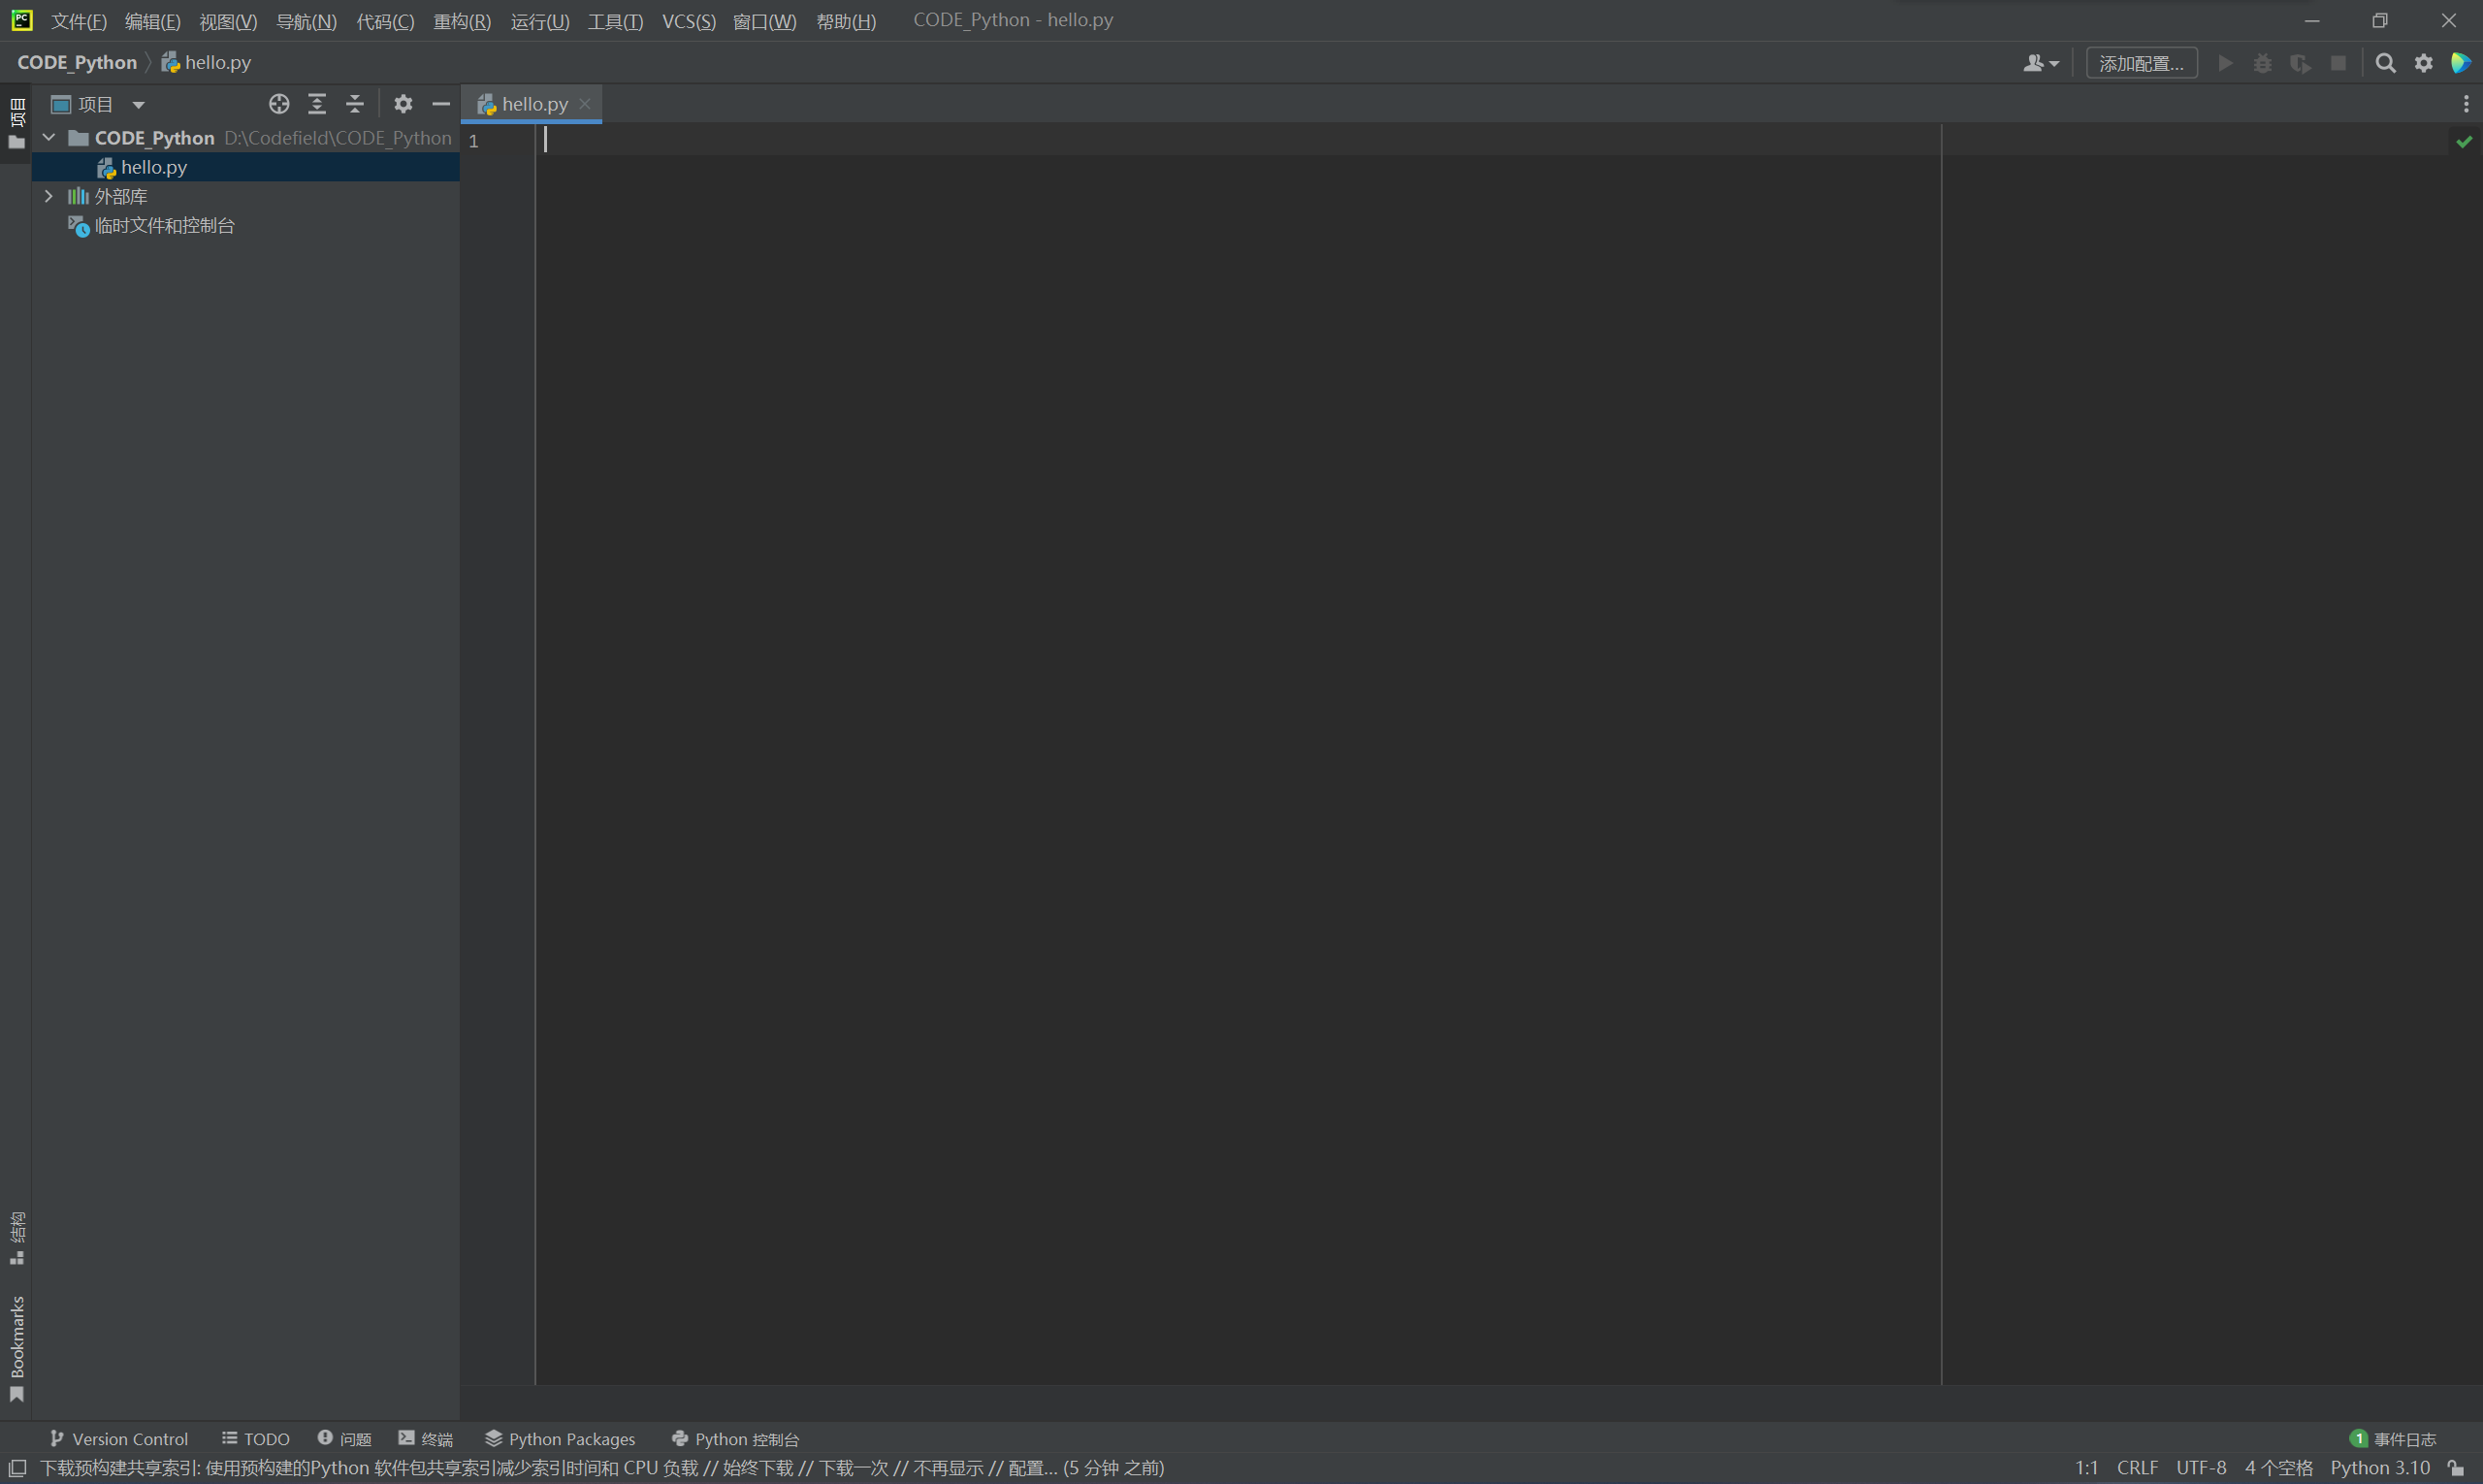 PC 文件(F) 编辑(E) 视图(V) 导航(N) 代码(C) 重构(R) 运行(U) 工具(T) VCS(S) 窗口(W) 帮助(H) CODE_Python - hello.py
CODE_Python hello.py 添加配置...
项目 hello.py
项目
CODE_Python D:\Codefield\CODE_Python
1
hello.py
外部库
临时文件和控制台
结构
Bookmarks
Version Control TODO 问题 终端 Python Packages Python 控制台 1 事件日志
下载预构建共享索引: 使用预构建的Python 软件包共享索引减少索引时间和 CPU 负载 // 始终下载 // 下载一次 // 不再显示 // 配置... (5 分钟 之前) 1:1 CRLF UTF-8 4 个空格 Python 3.10